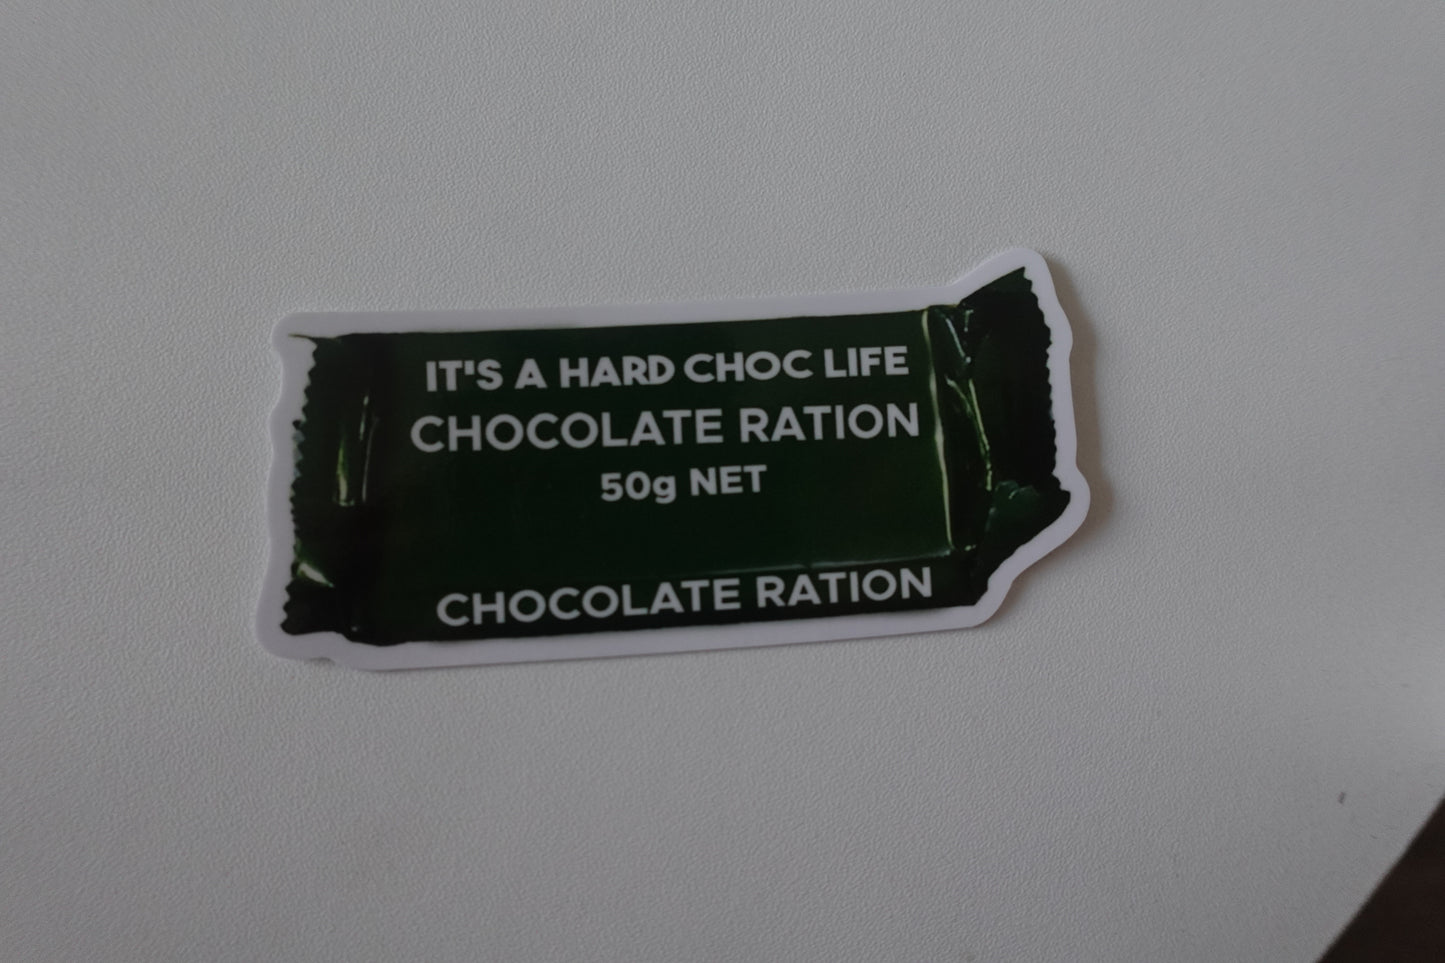 IT'S A HARD CHOC LIFE
CHOCOLATE RATION
50g NET
CHOCOLATE RATION